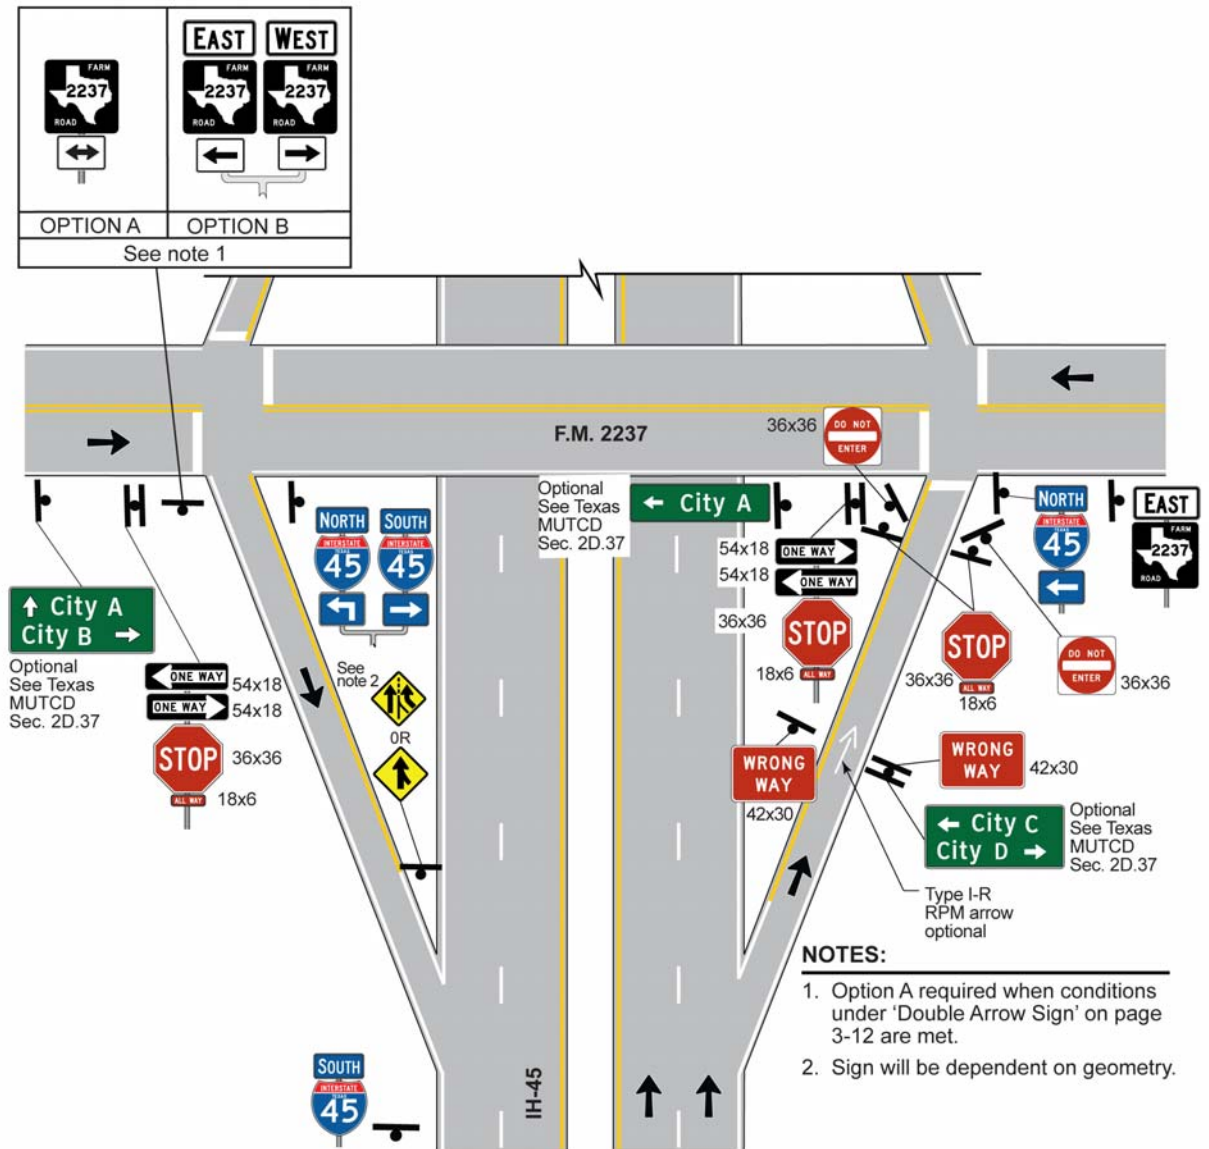 EAST WEST
FARM
2237
ROAD
FARM
2237
ROAD
FARM
2237
ROAD
OPTION A
OPTION B
See note 1
F.M. 2237
36x36
DO NOT
ENTER
Optional
See Texas
MUTCD
Sec. 2D.37
City A
NORTH
INTERSTATE
TEXAS
45
SOUTH
INTERSTATE
TEXAS
45
54x18
ONE WAY
54x18
ONE WAY
36x36
STOP
18x6
ALL WAY
NORTH
INTERSTATE
TEXAS
45
EAST
FARM
2237
ROAD
City A
City B
Optional
See Texas
MUTCD
Sec. 2D.37
ONE WAY
54x18
ONE WAY
54x18
STOP
36x36
ALL WAY
18x6
See
note 2
0R
STOP
36x36
ALL WAY
18x6
DO NOT
ENTER
36x36
WRONG
WAY
42x30
WRONG
WAY
42x30
City C
City D
Optional
See Texas
MUTCD
Sec. 2D.37
Type I-R
RPM arrow
optional
NOTES:
1. Option A required when conditions
under ‘Double Arrow Sign’ on page
3-12 are met.
2. Sign will be dependent on geometry.
SOUTH
INTERSTATE
TEXAS
45
IH-45